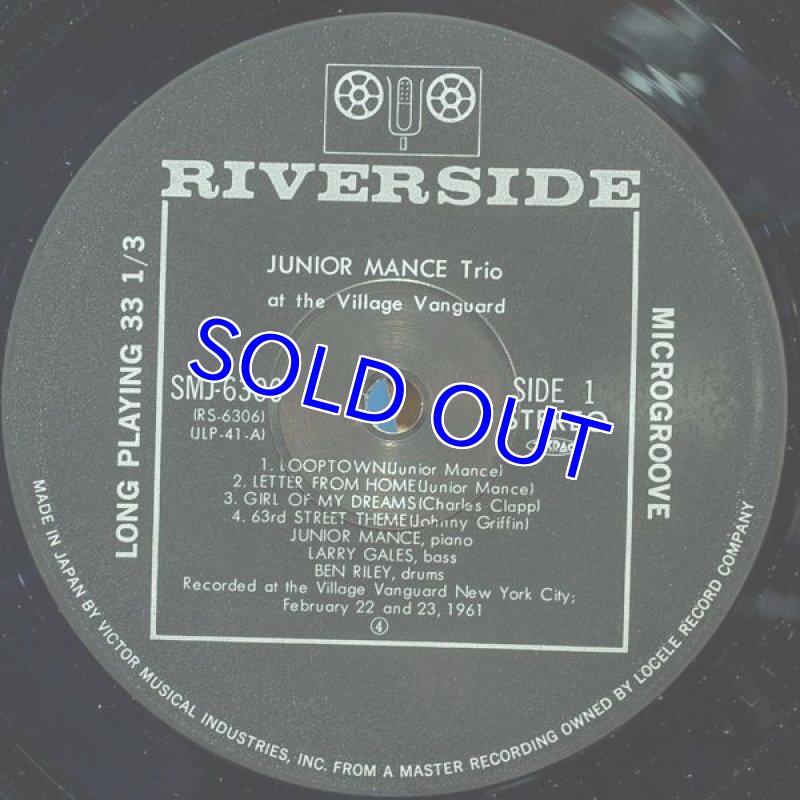 RIVERSIDE
JUNIOR MANCE Trio
at the Village Vanguard
LONG PLAYING 33 1/3
MICROGROOVE
SOLD OUT
SIDE 1
(RS-6306)
STEREO
(JLP-41-A)
1. LOOPTOWN(Junior Mance)
2. LETTER FROM HOME(Junior Mance)
3. GIRL OF MY DREAMS(Charles Clapp)
4. 63rd STREET THEME(Johnny Griffin)
JUNIOR MANCE, piano
LARRY GALES, bass
BEN RILEY, drums
Recorded at the Village Vanguard New York City;
February 22 and 23, 1961
④
MADE IN JAPAN BY VICTOR MUSICAL INDUSTRIES, INC. FROM A MASTER RECORDING OWNED BY LOCELE RECORD COMPANY